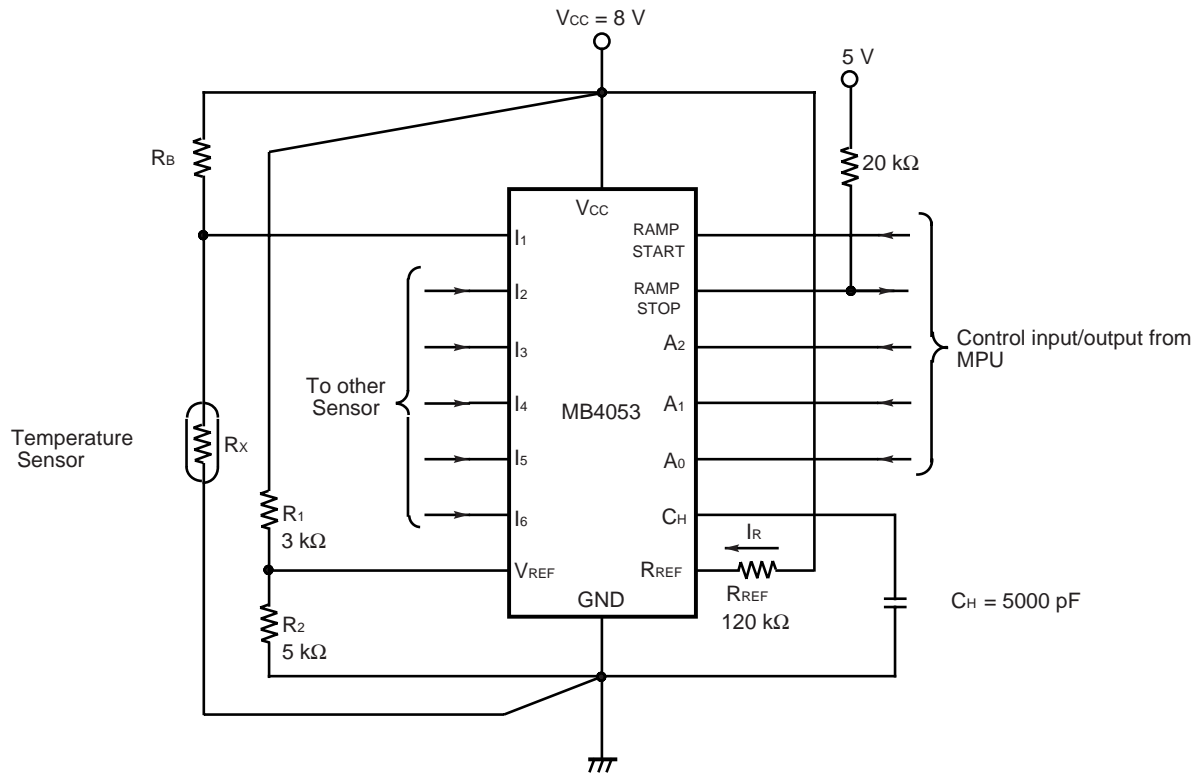 VCC = 8 V
5 V
RB
20 kΩ
VCC
I1
RAMP
START
I2
RAMP
STOP
I3
A2
Control input/output from
MPU
To other
Sensor
I4
MB4053
A1
Temperature
Sensor
RX
I5
A0
R1
3 kΩ
I6
CH
IR
VREF
RREF
GND
RREF
120 kΩ
CH = 5000 pF
R2
5 kΩ